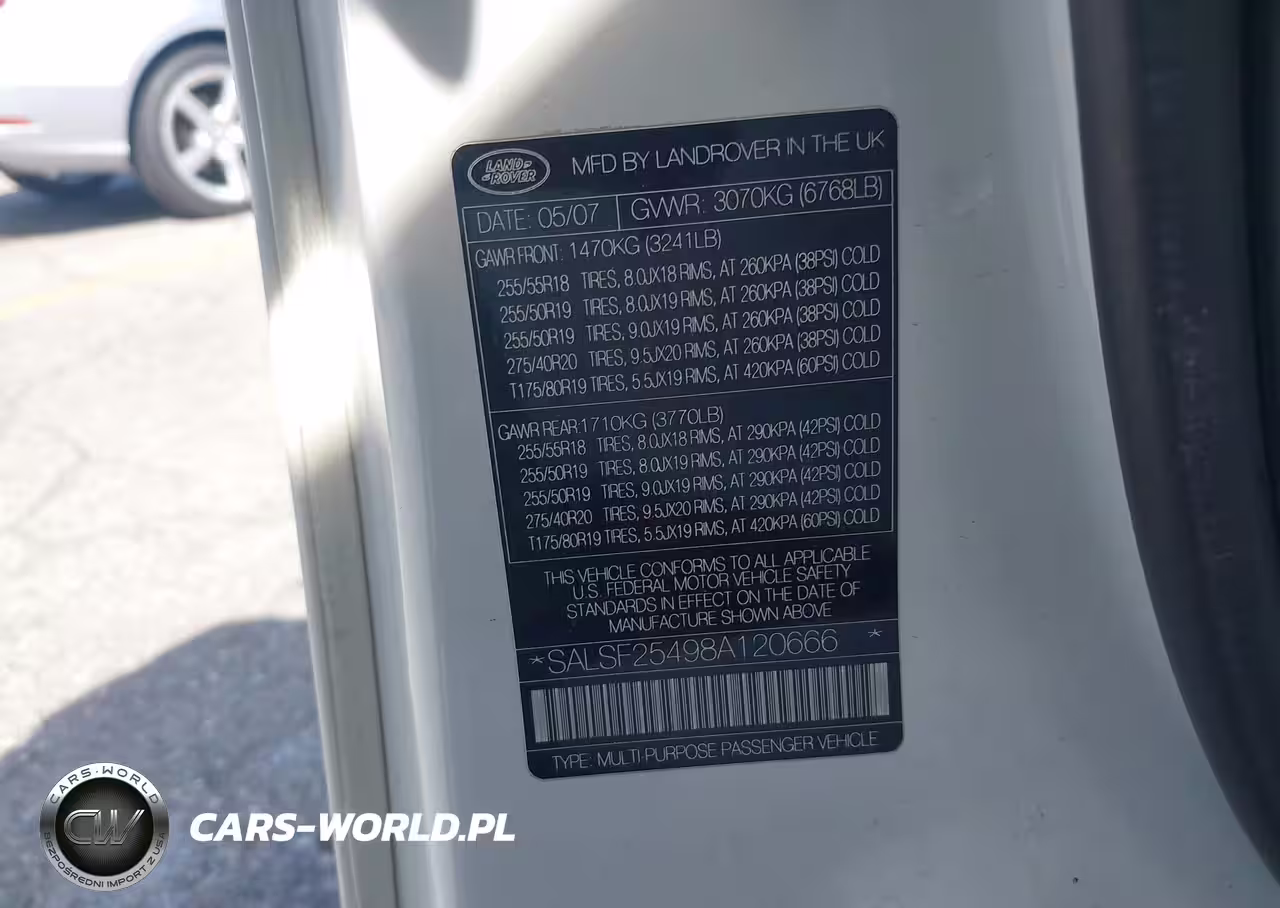 LAND-
-ROVER
MFD BY LANDROVER IN THE UK
DATE: 05/07 GVWR: 3070KG (6768LB)
GAWR FRONT: 1470KG (3241LB)
255/55R18 TIRES, 8.0JX18 RIMS, AT 260KPA (38PSI) COLD
255/50R19 TIRES, 8.0JX19 RIMS, AT 260KPA (38PSI) COLD
255/50R19 TIRES, 9.0JX19 RIMS, AT 260KPA (38PSI) COLD
275/40R20 TIRES, 9.5JX20 RIMS, AT 260KPA (38PSI) COLD
T175/80R19 TIRES, 5.5JX19 RIMS, AT 420KPA (60PSI) COLD
GAWR REAR:1710KG (3770LB)
255/55R18 TIRES, 8.0JX18 RIMS, AT 290KPA (42PSI) COLD
255/50R19 TIRES, 8.0JX19 RIMS, AT 290KPA (42PSI) COLD
255/50R19 TIRES, 9.0JX19 RIMS, AT 290KPA (42PSI) COLD
275/40R20 TIRES, 9.5JX20 RIMS, AT 290KPA (42PSI) COLD
T175/80R19 TIRES, 5.5JX19 RIMS, AT 420KPA (60PSI) COLD
THIS VEHICLE CONFORMS TO ALL APPLICABLE
U.S. FEDERAL MOTOR VEHICLE SAFETY
STANDARDS IN EFFECT ON THE DATE OF
MANUFACTURE SHOWN ABOVE
*SALSF25498A120666 *
TYPE: MULTI-PURPOSE PASSENGER VEHICLE
CARS·WORLD
CW
BEZPOŚREDNI IMPORT Z USA
CARS-WORLD.PL